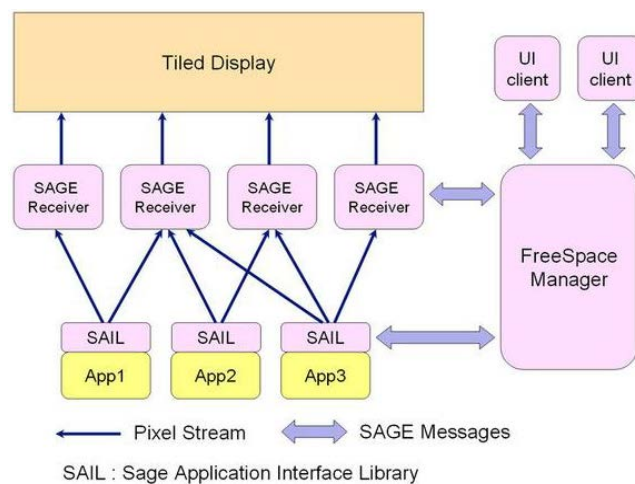 Tiled Display
UI
client
UI
client
SAGE
Receiver
SAGE
Receiver
SAGE
Receiver
SAGE
Receiver
FreeSpace
Manager
SAIL
SAIL
SAIL
App1
App2
App3
Pixel Stream
SAGE Messages
SAIL : Sage Application Interface Library